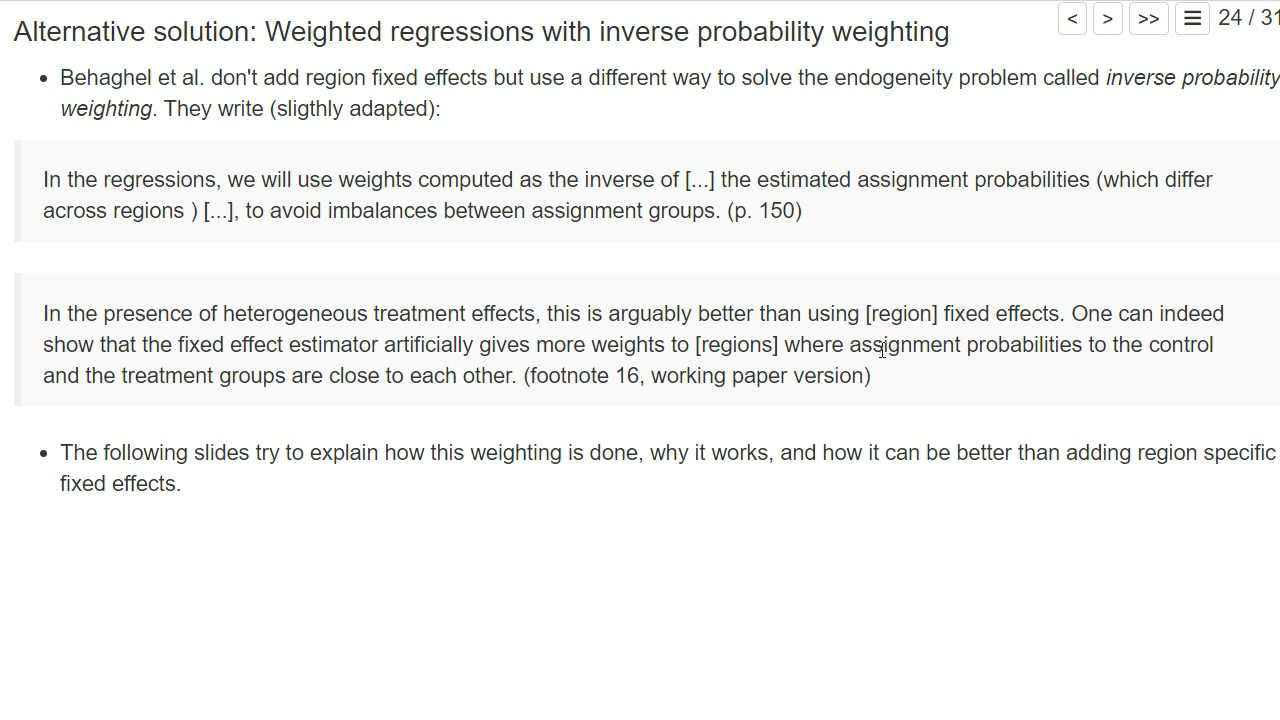 Alternative solution: Weighted regressions with inverse probability weighting
< > >> ☰ 24 / 31
• Behaghel et al. don't add region fixed effects but use a different way to solve the endogeneity problem called inverse probability
weighting. They write (sligthly adapted):
In the regressions, we will use weights computed as the inverse of [...] the estimated assignment probabilities (which differ
across regions ) [...], to avoid imbalances between assignment groups. (p. 150)
In the presence of heterogeneous treatment effects, this is arguably better than using [region] fixed effects. One can indeed
show that the fixed effect estimator artificially gives more weights to [regions] where assignment probabilities to the control
and the treatment groups are close to each other. (footnote 16, working paper version)
• The following slides try to explain how this weighting is done, why it works, and how it can be better than adding region specific
fixed effects.